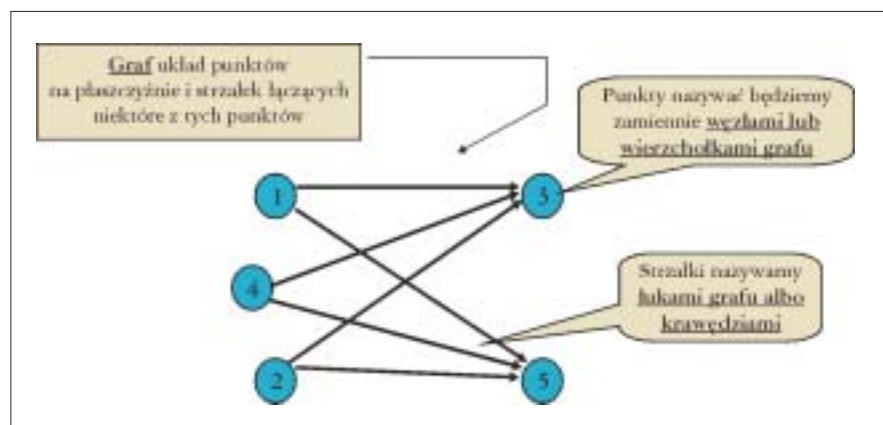 Graf układ punktów
na płaszczyźnie i strzałek łączących
niektóre z tych punktów
Punkty nazywać będziemy
zamiennie węzłami lub
wierzchołkami grafu
1
3
4
Strzałki nazywamy
łukami grafu albo
krawędziami
2
5